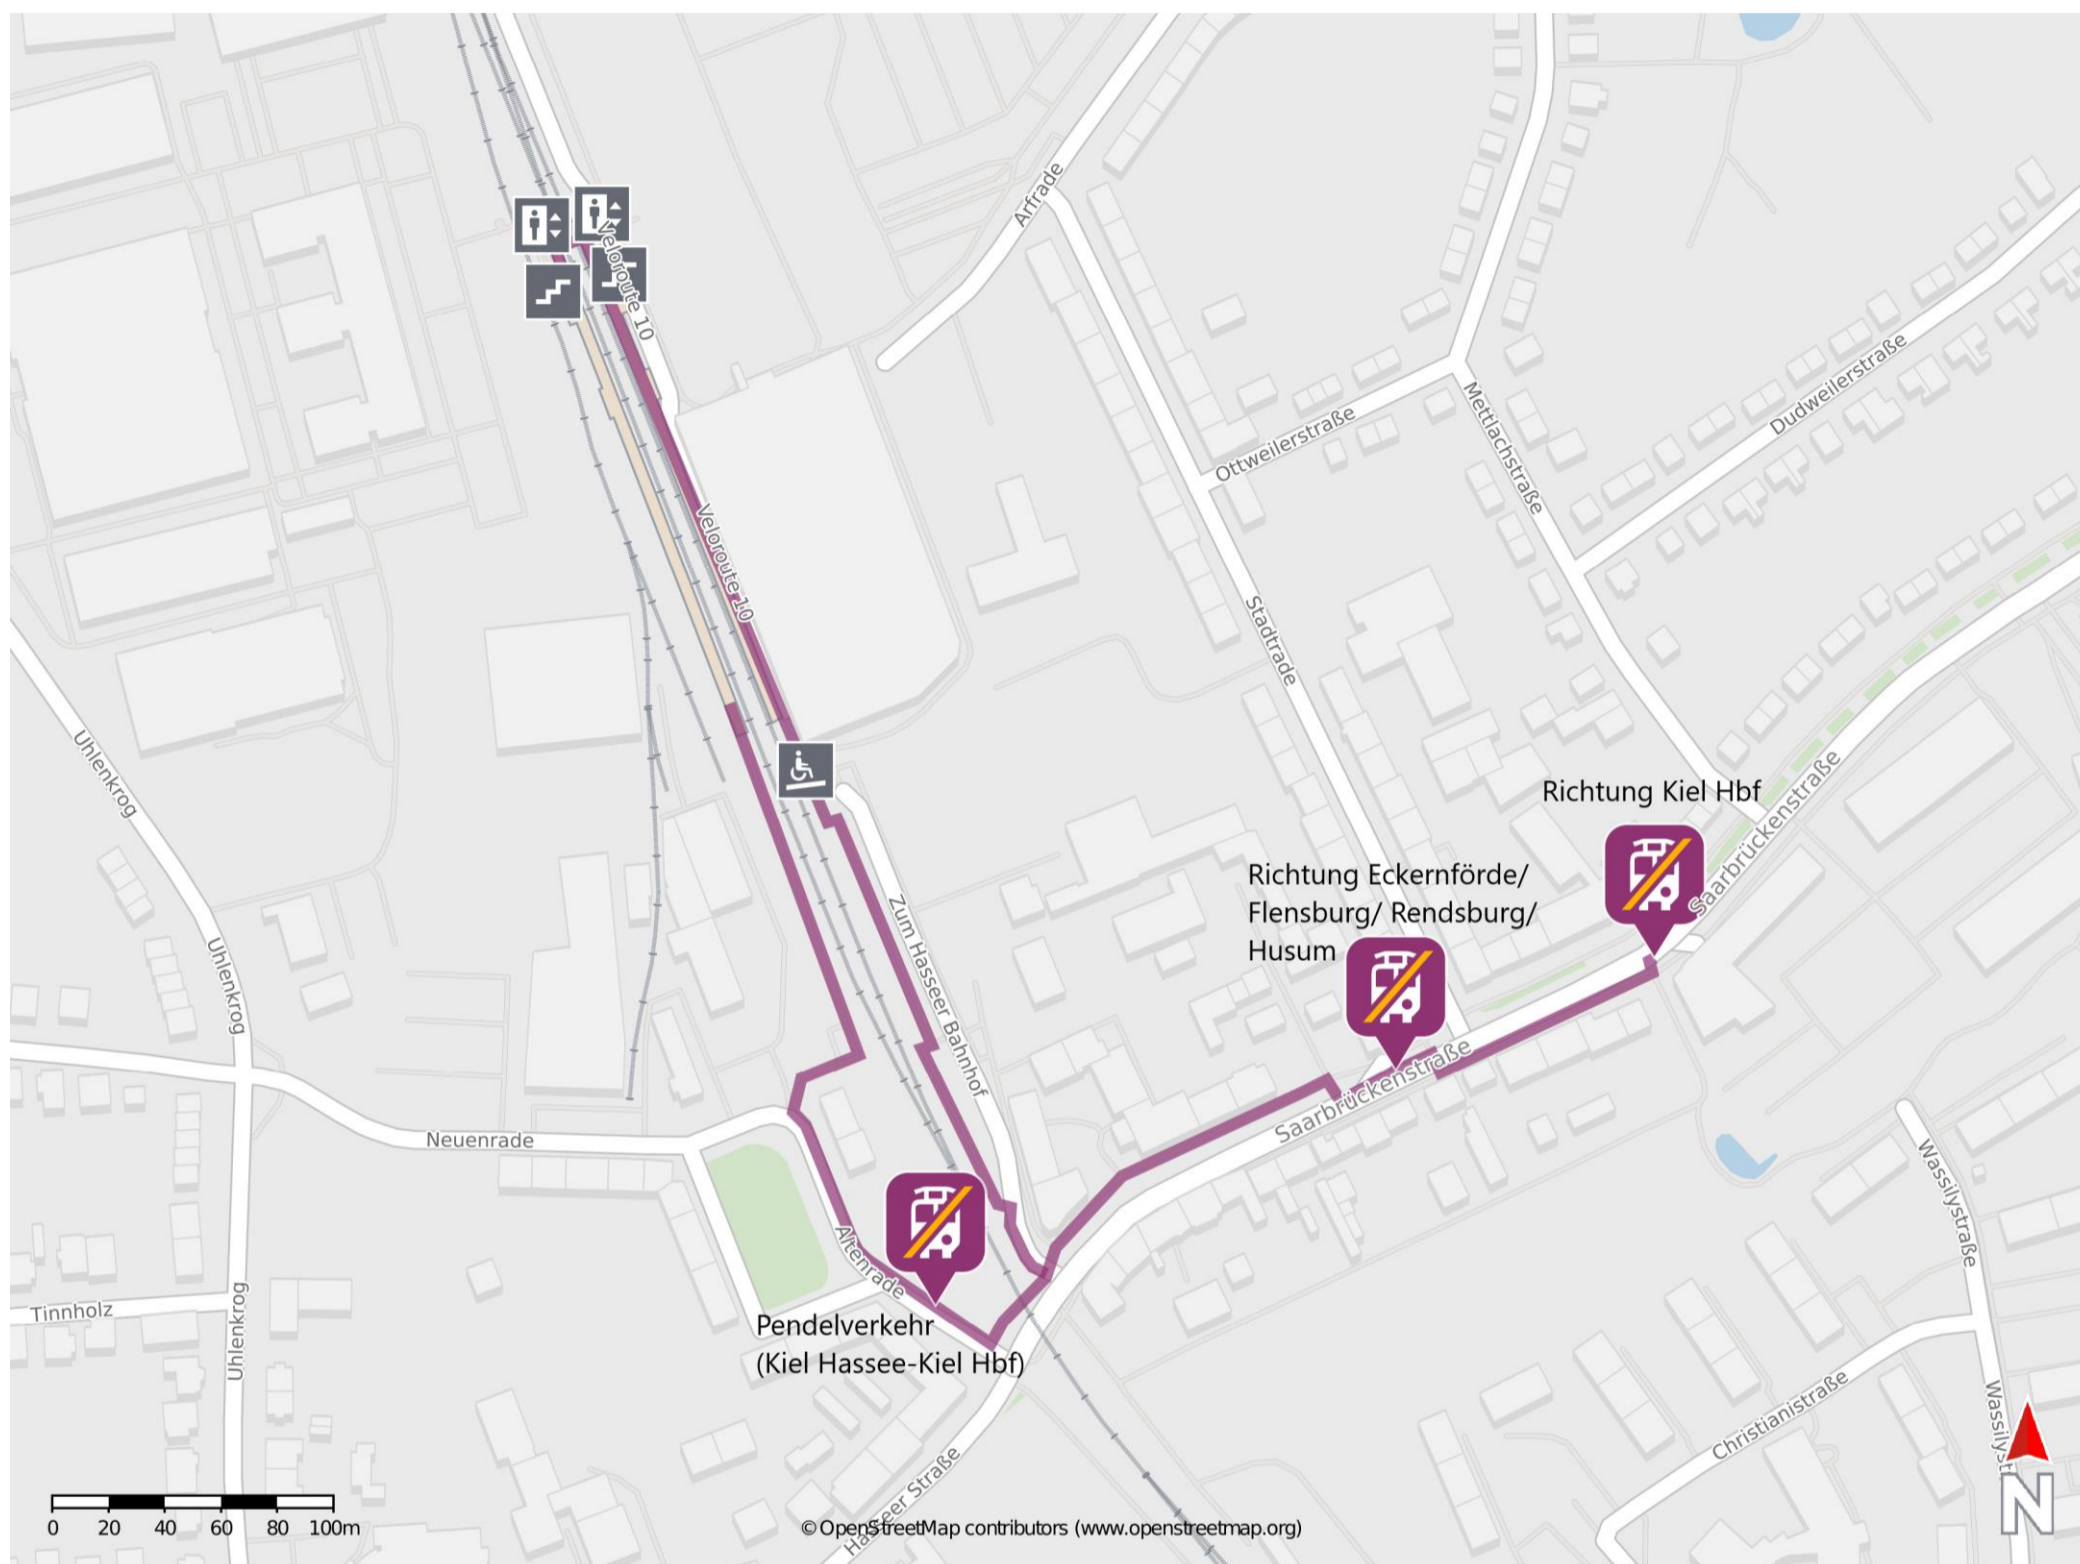 Veloroute 10
Arfrade
Ottweilerstraße
Mettlachstraße
Dudweilerstraße
Veloroute 10
Stadtrade
Uhlenkrog
Richtung Kiel Hbf
Saarbrückenstraße
Richtung Eckernförde/
Flensburg/ Rendsburg/
Husum
Zum Hasseer Bahnhof
Uhlenkrog
Saarbrückenstraße
Neuenrade
Wassilystraße
Altenrade
Tinnholz
Uhlenkrog
Pendelverkehr
(Kiel Hassee-Kiel Hbf)
Christianistraße
Wassilyst
Hasseer Straße
N
0 20 40 60 80 100m
© OpenStreetMap contributors (www.openstreetmap.org)